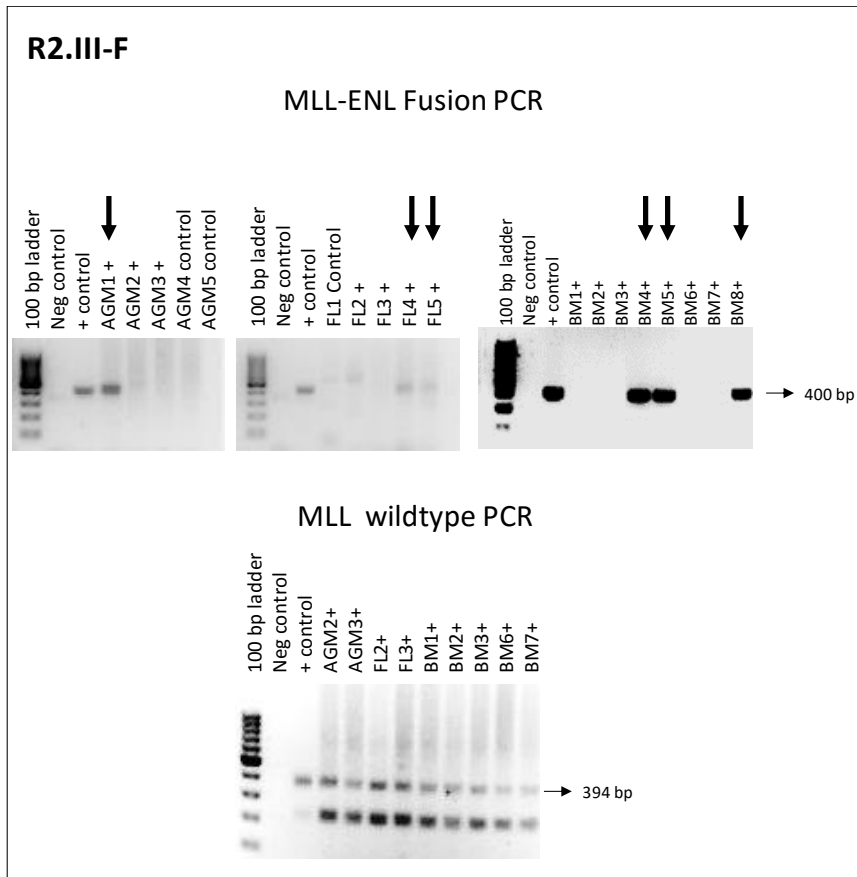 R2.III-F
MLL-ENL Fusion PCR
100 bp ladder
Neg control
+ control
AGM1 +
AGM2 +
AGM3 +
AGM4 control
AGM5 control
100 bp ladder
Neg control
+ control
FL1 Control
FL2 +
FL3 +
FL4 +
FL5 +
100 bp ladder
Neg control
+ control
BM1+
BM2+
BM3+
BM4+
BM5+
BM6+
BM7+
BM8+
400 bp
MLL wildtype PCR
100 bp ladder
Neg control
+ control
AGM2+
AGM3+
FL2+
FL3+
BM1+
BM2+
BM3+
BM6+
BM7+
394 bp